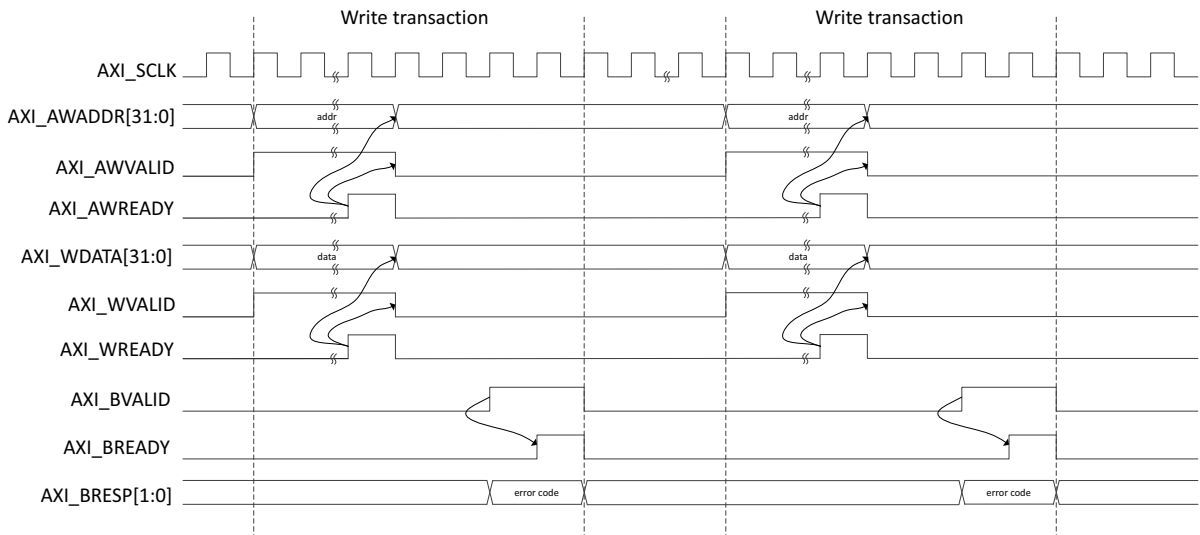 Write transaction Write transaction
AXI_SCLK
AXI_AWADDR[31:0] addr addr
AXI_AWVALID
AXI_AWREADY
AXI_WDATA[31:0] data data
AXI_WVALID
AXI_WREADY
AXI_BVALID
AXI_BREADY
AXI_BRESP[1:0] error code error code